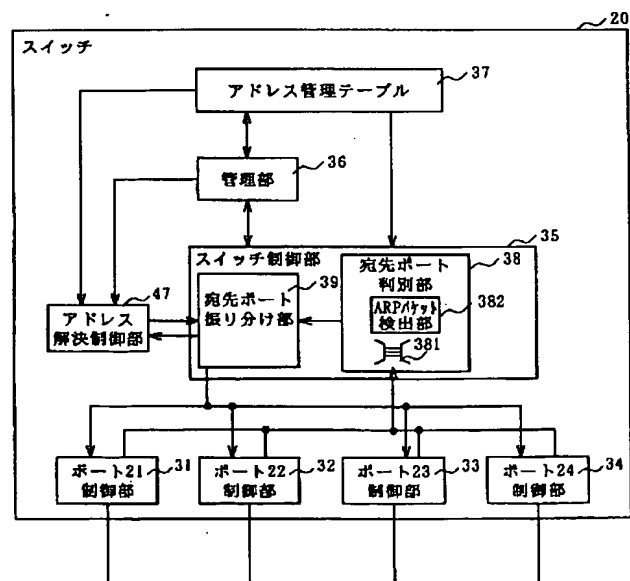 20
スイッチ
37
アドレス管理テーブル
36
管理部
35
スイッチ制御部
38
宛先ポート
判別部
39
宛先ポート
振り分け部
382
ARPパケット
検出部
381
47
アドレス
解決制御部
ポート21
制御部
31
ポート22
制御部
32
ポート23
制御部
33
ポート24
制御部
34